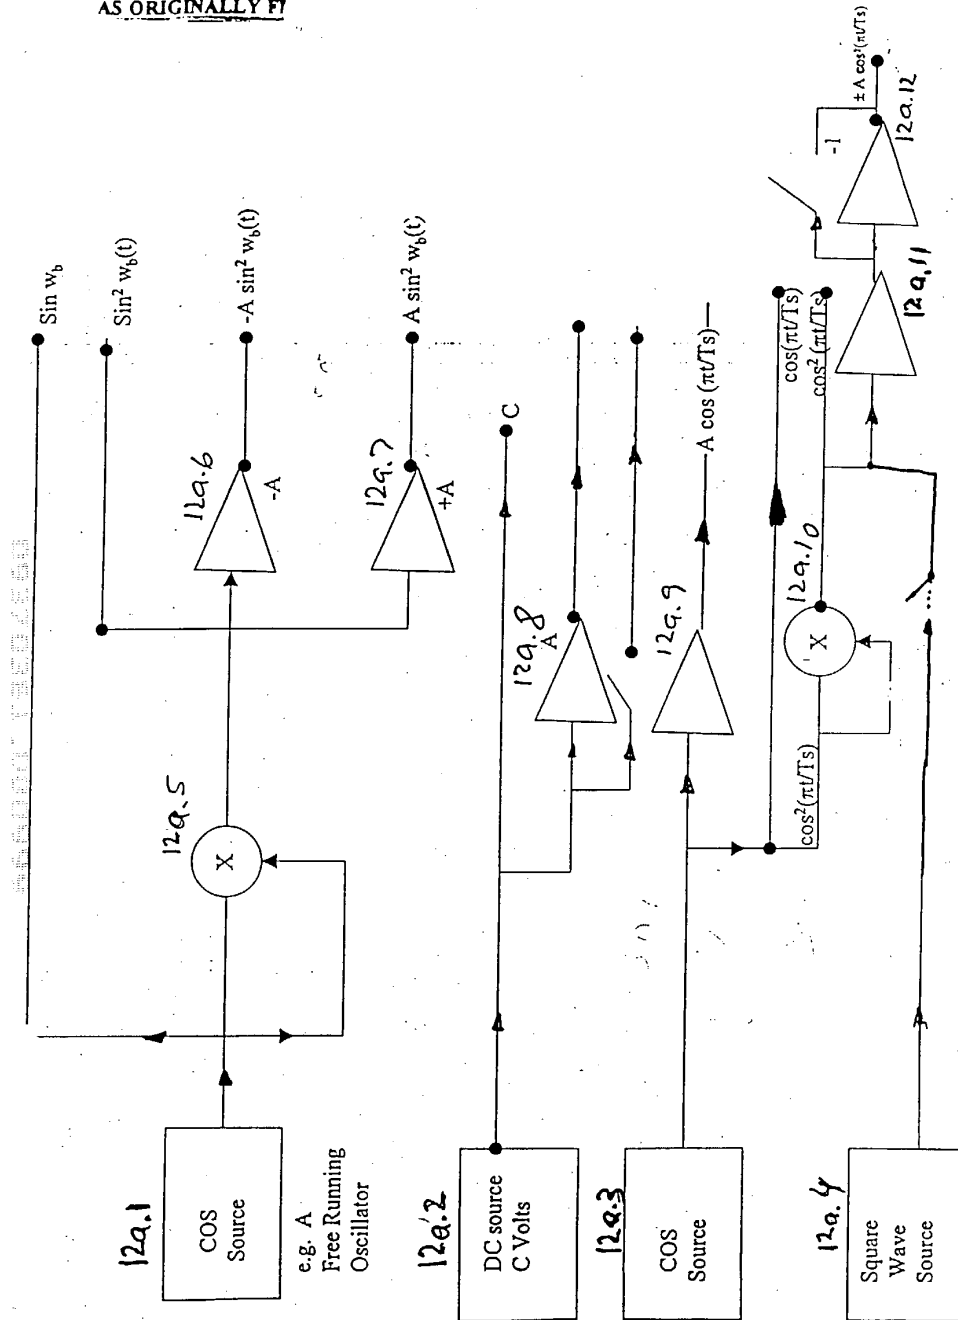 AS ORIGINALLY
Sin w_b
Sin² w_b(t)
12a.6
-A
-A sin² w_b(t)
12a.7
+A
A sin² w_b(t)
12a.5
X
12a.1
COS
Source
e.g. A
Free Running
Oscillator
12a.2
DC source
C Volts
C
12a.8
A
12a.3
COS
Source
12a.9
A cos (πt/Ts)
cos(πt/Ts)
cos²(πt/Ts)
cos²(πt/Ts)
12a.10
X
12a.11
-1
12a.12
± A cos²(πt/Ts)
12a.4
Square
Wave
Source